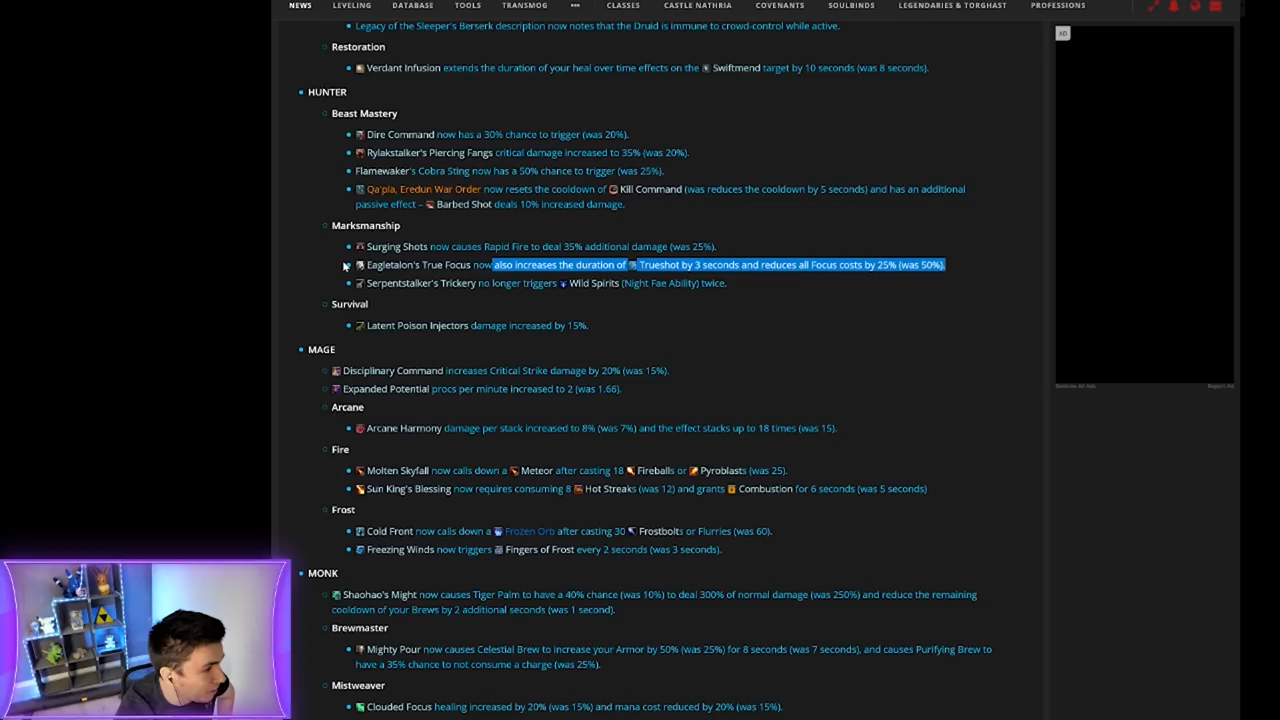 NEWS LEVELING DATABASE TOOLS TRANSMOG ••• CLASSES CASTLE NATHRIA COVENANTS SOULBINDS LEGENDARIES & TORGHAST PROFESSIONS
Legacy of the Sleeper's Berserk description now notes that the Druid is immune to crowd-control while active.
AD
Restoration
Verdant Infusion extends the duration of your heal over time effects on the Swiftmend target by 10 seconds (was 8 seconds).
HUNTER
Beast Mastery
Dire Command now has a 30% chance to trigger (was 20%).
Rylakstalker's Piercing Fangs critical damage increased to 35% (was 20%).
Flamewaker's Cobra Sting now has a 50% chance to trigger (was 25%).
Qa'pla, Eredun War Order now resets the cooldown of Kill Command (was reduces the cooldown by 5 seconds) and has an additional
passive effect – Barbed Shot deals 10% increased damage.
Marksmanship
Surging Shots now causes Rapid Fire to deal 35% additional damage (was 25%).
Eagletalon's True Focus now also increases the duration of Trueshot by 3 seconds and reduces all Focus costs by 25% (was 50%).
Serpentstalker's Trickery no longer triggers Wild Spirits (Night Fae Ability) twice.
Survival
Latent Poison Injectors damage increased by 15%.
MAGE
Disciplinary Command increases Critical Strike damage by 20% (was 15%).
Expanded Potential procs per minute increased to 2 (was 1.66).
Remove All Ads Report Ad
Arcane
Arcane Harmony damage per stack increased to 8% (was 7%) and the effect stacks up to 18 times (was 15).
Fire
Molten Skyfall now calls down a Meteor after casting 18 Fireballs or Pyroblasts (was 25).
Sun King's Blessing now requires consuming 8 Hot Streaks (was 12) and grants Combustion for 6 seconds (was 5 seconds)
Frost
Cold Front now calls down a Frozen Orb after casting 30 Frostbolts or Flurries (was 60).
Freezing Winds now triggers Fingers of Frost every 2 seconds (was 3 seconds).
MONK
Shaohao's Might now causes Tiger Palm to have a 40% chance (was 10%) to deal 300% of normal damage (was 250%) and reduce the remaining
cooldown of your Brews by 2 additional seconds (was 1 second).
Brewmaster
Mighty Pour now causes Celestial Brew to increase your Armor by 50% (was 25%) for 8 seconds (was 7 seconds), and causes Purifying Brew to
have a 35% chance to not consume a charge (was 25%).
Mistweaver
Clouded Focus healing increased by 20% (was 15%) and mana cost reduced by 20% (was 15%).